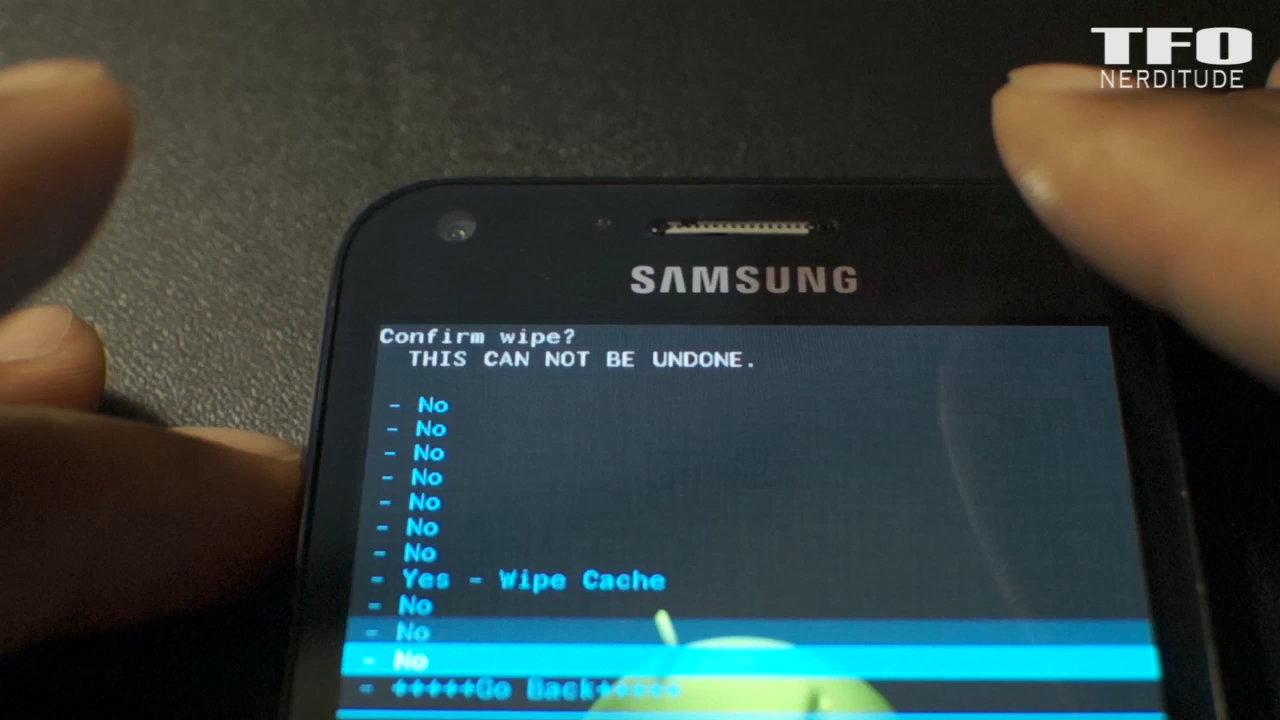 TFO
NERDITUDE
SAMSUNG
Confirm wipe?
THIS CAN NOT BE UNDONE.
- No
- No
- No
- No
- No
- No
- No
- Yes - Wipe Cache
- No
- No
- No
- +++++Go Back+++++